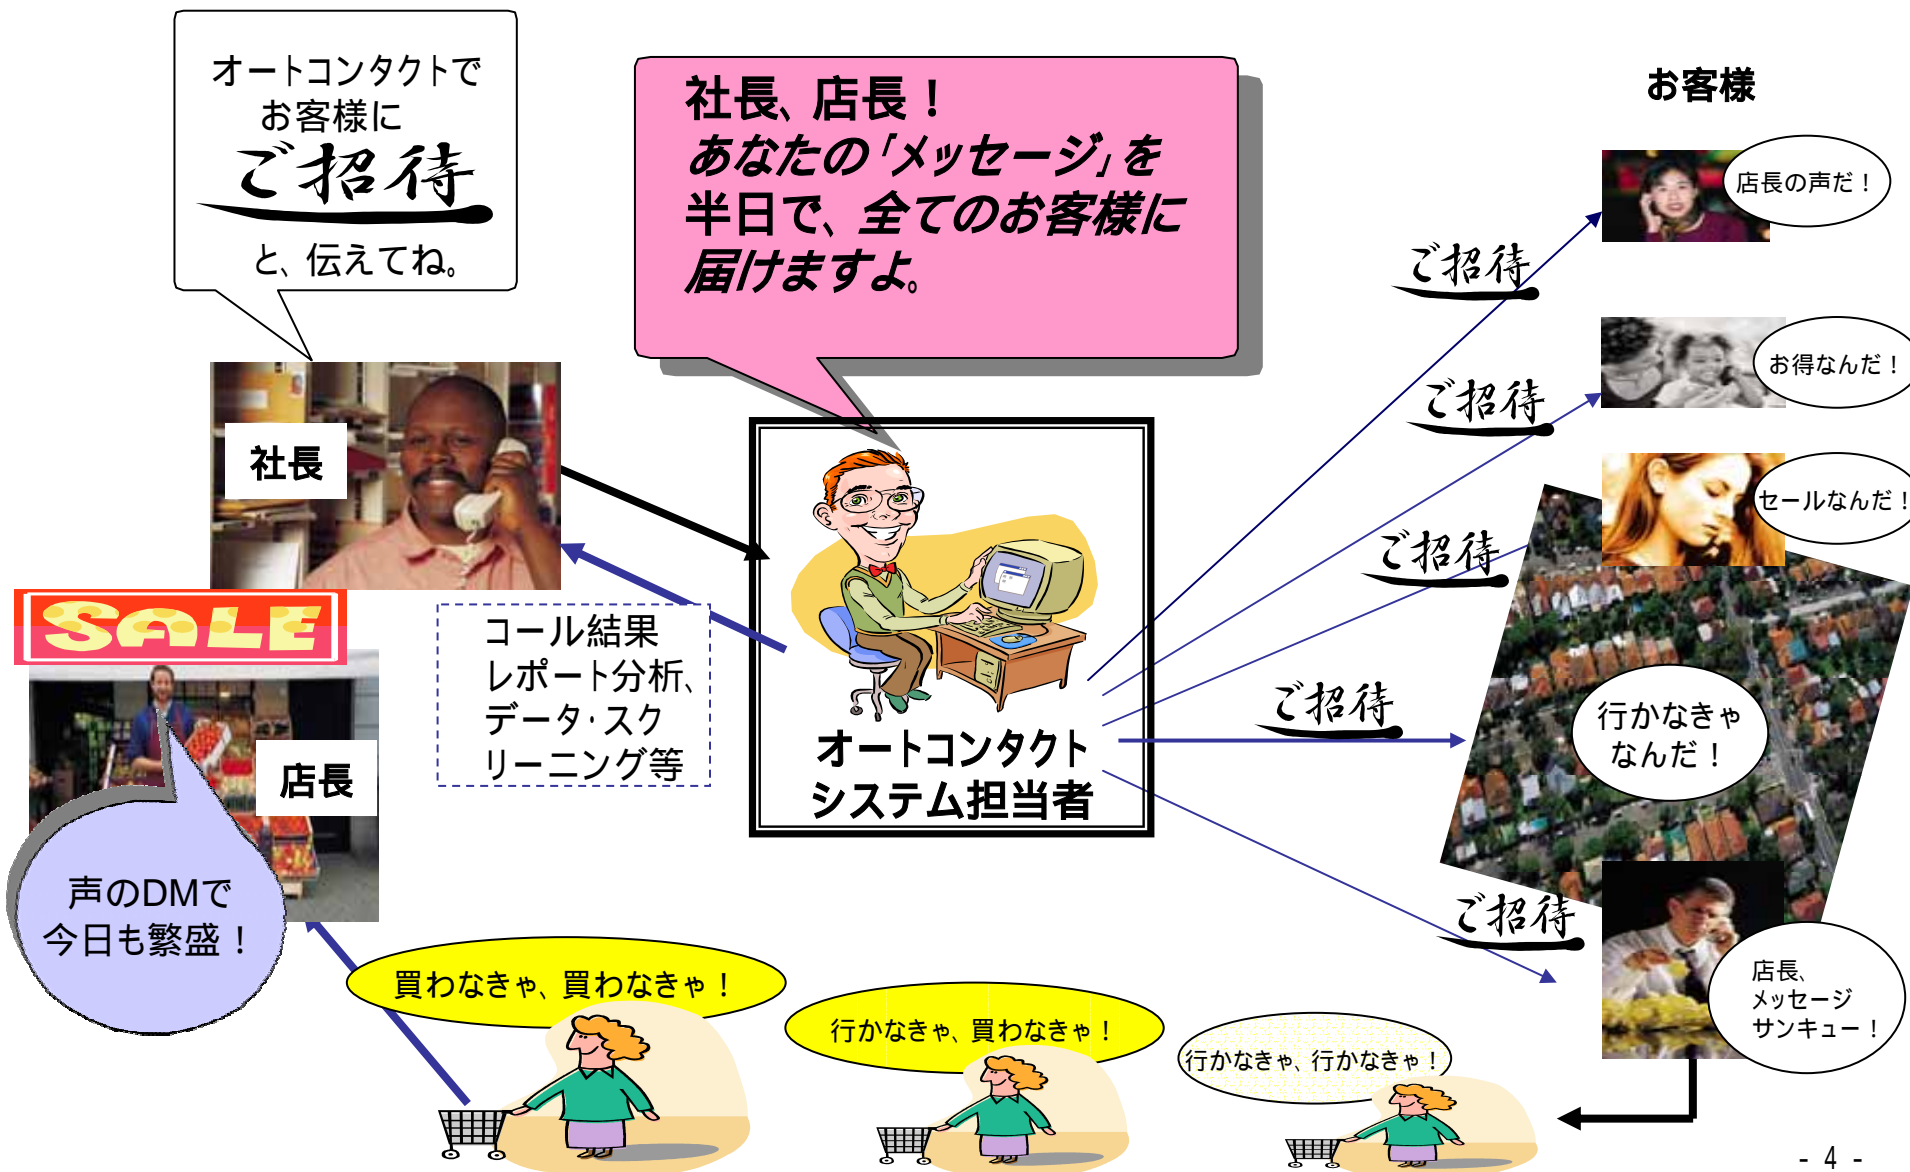 オートコンタクトで
お客様に
ご招待
と、伝えてね。
社長、店長！
あなたの「メッセージ」を
半日で、全てのお客様に
届けますよ。
お客様
店長の声だ！
ご招待
お得なんだ！
ご招待
セールなんだ！
ご招待
行かなきゃ
なんだ！
ご招待
店長、
メッセージ
サンキュー！
ご招待
社長
コール結果
レポート分析、
データ・スク
リーニング等
オートコンタクト
システム担当者
SALE
店長
声のDMで
今日も繁盛！
買わなきゃ、買わなきゃ！
行かなきゃ、買わなきゃ！
行かなきゃ、行かなきゃ！
- 4 -